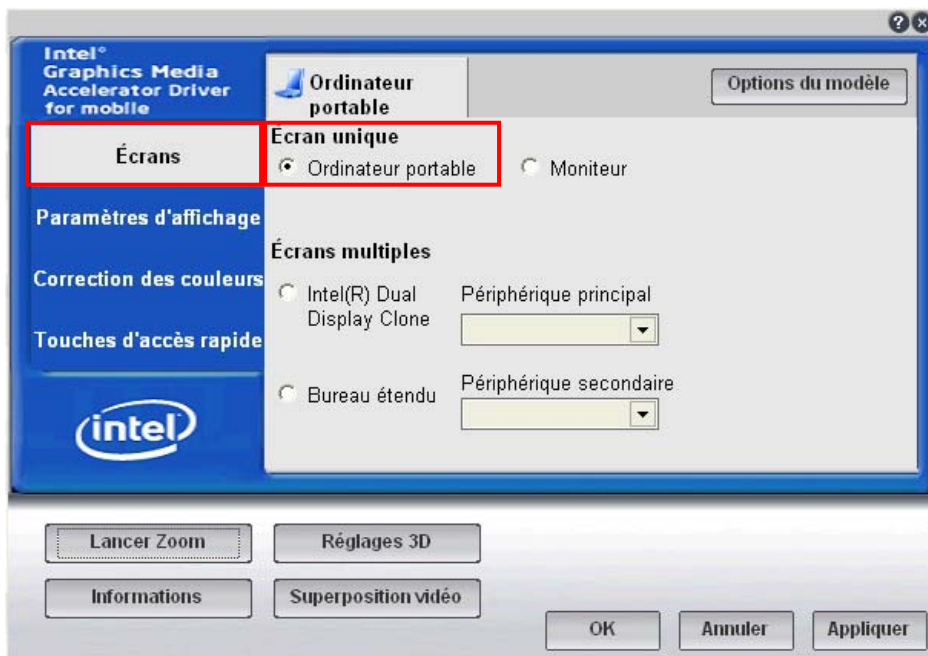 Intel®
Graphics Media
Accelerator Driver
for mobile
Écrans
Paramètres d'affichage
Correction des couleurs
Touches d'accès rapide
intel
Ordinateur
portable
Options du modèle
Écran unique
Ordinateur portable
Moniteur
Écrans multiples
Intel(R) Dual
Display Clone
Périphérique principal
Bureau étendu
Périphérique secondaire
Lancer Zoom
Réglages 3D
Informations
Superposition vidéo
OK
Annuler
Appliquer